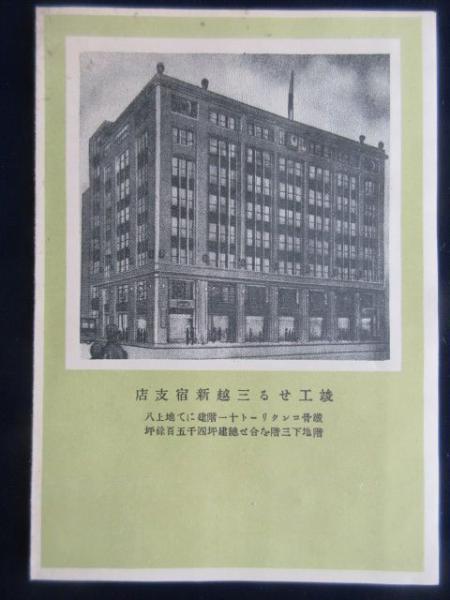 竣工せる三越新宿支店
鐵骨コンクリート十一階建にて地上八
階地下三階を合せ總建坪四千五百餘坪